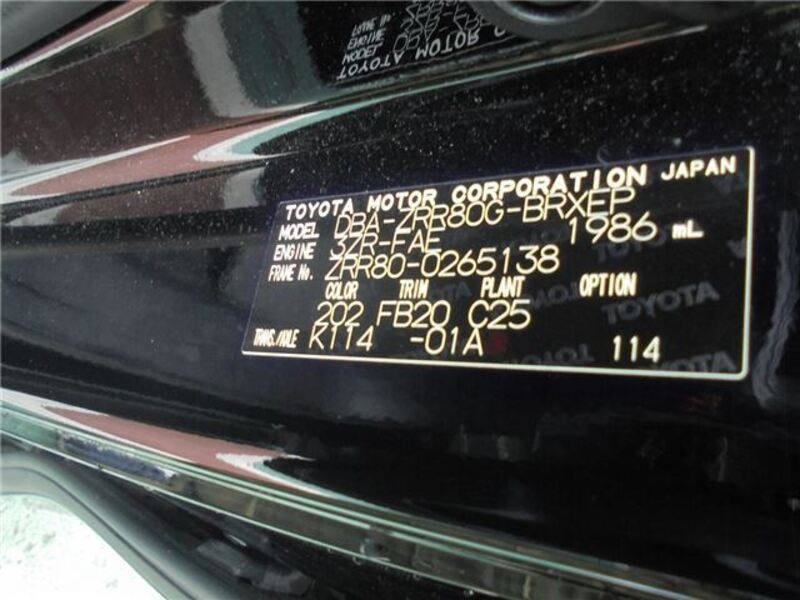 TOYOTA MOTOR CORPORATION JAPAN
MODEL DBA-ZRR80G-BRXEP
ENGINE 3ZR-FAE 1986 mL
FRAME No. ZRR80-0265138
COLOR TRIM PLANT OPTION
202 FB20 C25
TRANS./AXLE K114 -01A 114
TOYOTA